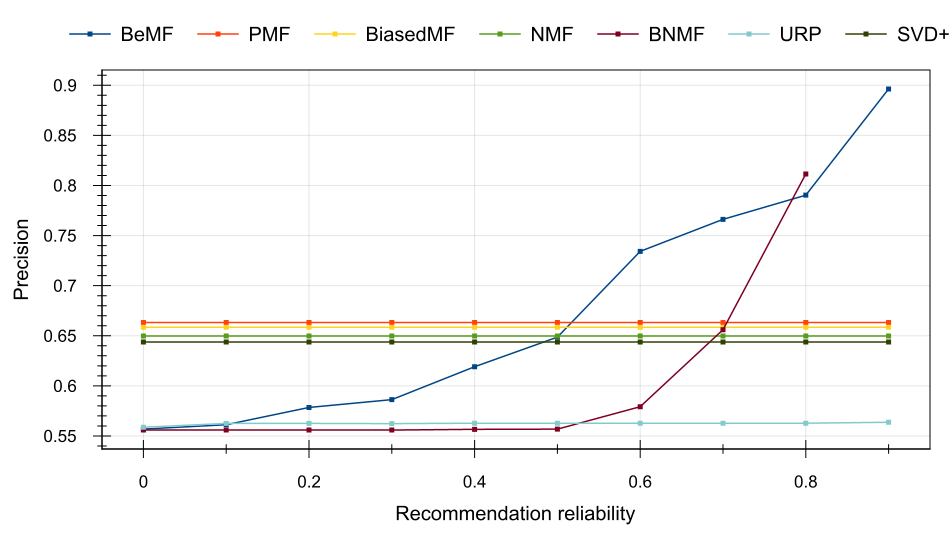 BeMF PMF BiasedMF NMF BNMF URP SVD+
0.9
0.85
0.8
0.75
0.7
0.65
0.6
0.55
Precision
0 0.2 0.4 0.6 0.8
Recommendation reliability